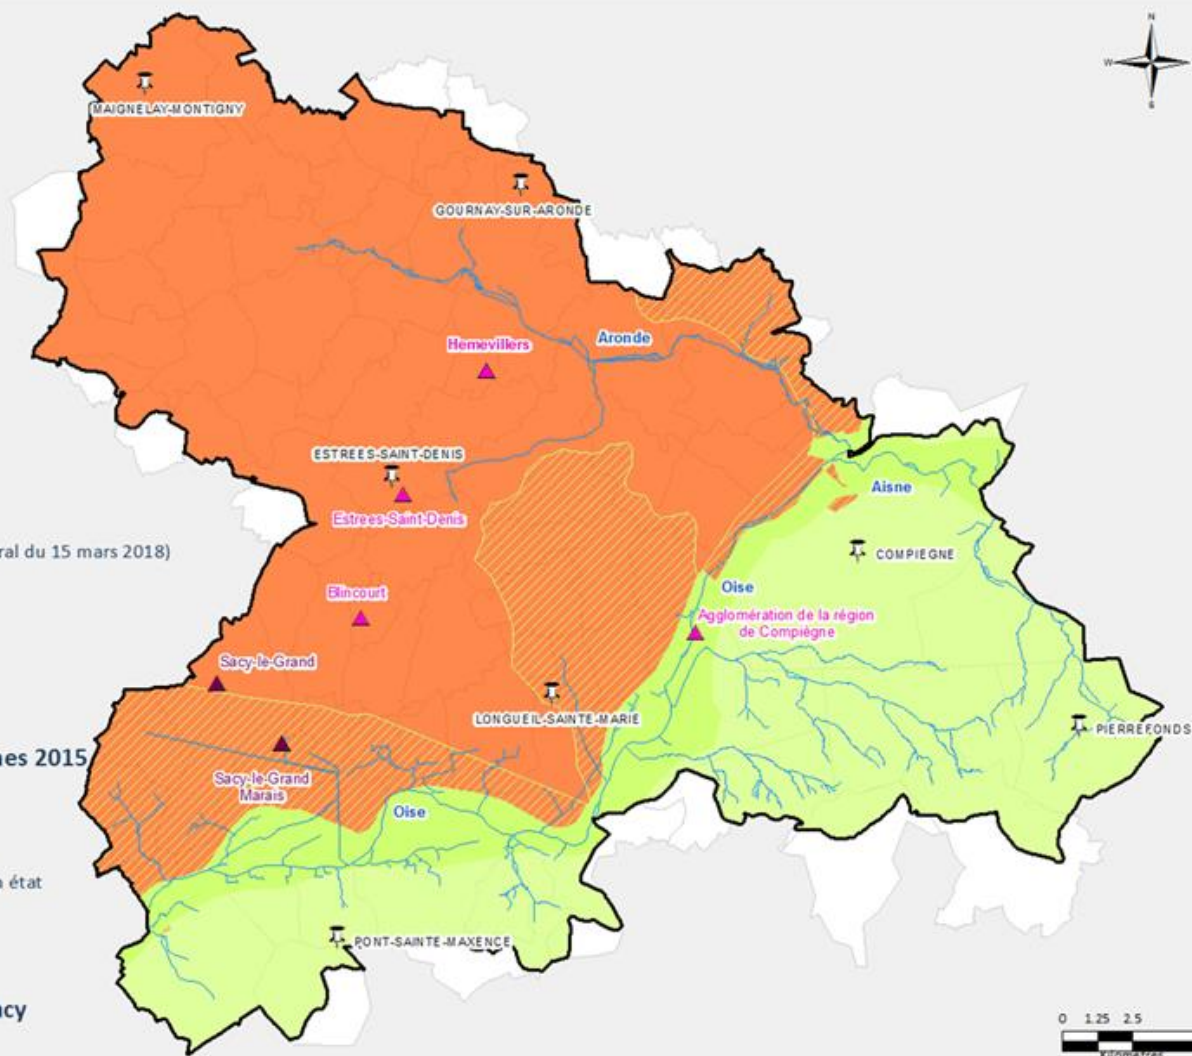 N
W
S
MAIGNELAY-MONTIGNY
GOURNAY-SUR-ARONDE
Hemevillers
Aronde
ESTREES-SAINT-DENIS
Estrees-Saint-Denis
Aisne
ral du 15 mars 2018)
COMPIEGNE
Oise
Blincourt
Agglomération de la région
de Compiègne
Sacy-le-Grand
LONGUEIL-SAINTE-MARIE
PIERREFONDS
nes 2015
Sacy-le-Grand
Marais
Oise
état
PONT-SAINTE-MAXENCE
acy
0 1.25 2.5
Kilomètres